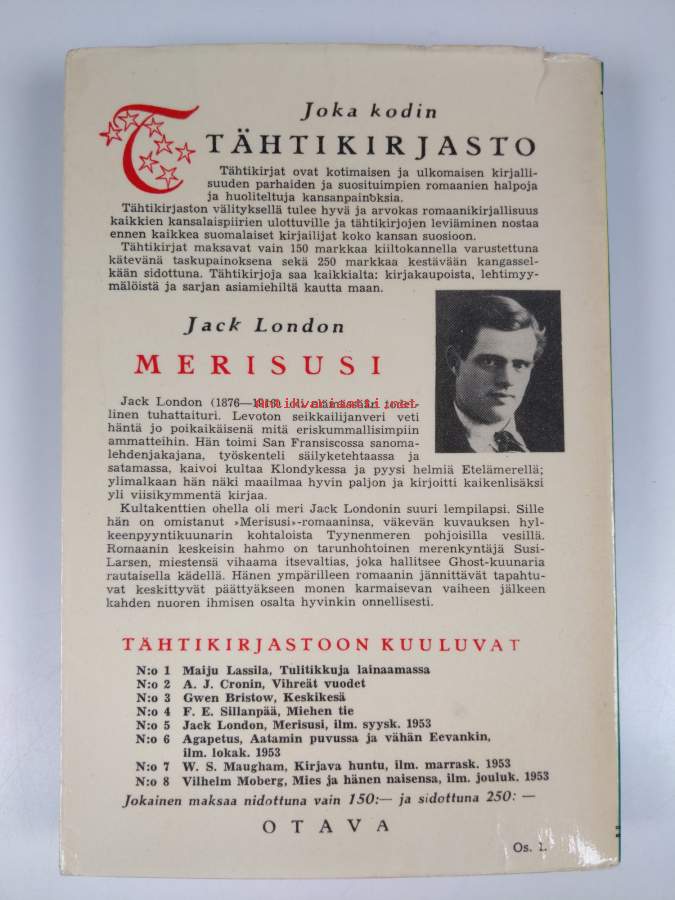 Joka kodin
TÄHTIKIRJASTO
Tähtikirjat ovat kotimaisen ja ulkomaisen kirjalli-
suuden parhaiden ja suosituimpien romaanien halpoja
ja huoliteltuja kansanpainoksia.
Tähtikirjaston välityksellä tulee hyvä ja arvokas romaanikirjallisuus
kaikkien kansalaispiirien ulottuville ja tähtikirjojen leviäminen nostaa
ennen kaikkea suomalaiset kirjailijat koko kansan suosioon.
Tähtikirjat maksavat vain 150 markkaa kiiltokannella varustettuna
kätevänä taskupainoksena sekä 250 markkaa kestävään kangassel-
kään sidottuna. Tähtikirjoja saa kaikkialta: kirjakaupoista, lehtimyy-
mälöistä ja sarjan asiamiehiltä kautta maan.
Jack London
MERISUSI
Jack London (1876—1916) oli elämässään todel-
linen tuhattaituri. Levoton seikkailijanveri veti
häntä jo poikaikäisenä mitä eriskummallisimpiin
ammatteihin. Hän toimi San Fransiscossa sanoma-
lehdenjakajana, työskenteli säilyketehtaassa ja
satamassa, kaivoi kultaa Klondykessa ja pyysi helmiä Etelämerellä;
ylimalkaan hän näki maailmaa hyvin paljon ja kirjoitti kaikenlisäksi
yli viisikymmentä kirjaa.
Kultakenttien ohella oli meri Jack Londonin suuri lempilapsi. Sille
hän on omistanut »Merisusi»-romaaninsa, väkevän kuvauksen hyl-
keenpyyntikuunarin kohtaloista Tyynenmeren pohjoisilla vesillä.
Romaanin keskeisin hahmo on tarunhohtoinen merenkyntäjä Susi-
Larsen, miestensä vihaama itsevaltias, joka hallitsee Ghost-kuunaria
rautaisella kädellä. Hänen ympärilleen romaanin jännittävät tapahtu-
vat keskittyvät päättyäkseen monen karmaisevan vaiheen jälkeen
kahden nuoren ihmisen osalta hyvinkin onnellisesti.
TÄHTIKIRJASTOON KUULUVAT
N:o 1 Maiju Lassila, Tulitikkuja lainaamassa
N:o 2 A. J. Cronin, Vihreät vuodet
N:o 3 Gwen Bristow, Keskikesä
N:o 4 F. E. Sillanpää, Miehen tie
N:o 5 Jack London, Merisusi, ilm. syysk. 1953
N:o 6 Agapetus, Aatamin puvussa ja vähän Eevankin,
ilm. lokak. 1953
N:o 7 W. S. Maugham, Kirjava huntu, ilm. marrask. 1953
N:o 8 Vilhelm Moberg, Mies ja hänen naisensa, ilm. jouluk. 1953
Jokainen maksaa nidottuna vain 150:— ja sidottuna 250:—
OTAVA
Os. 1.